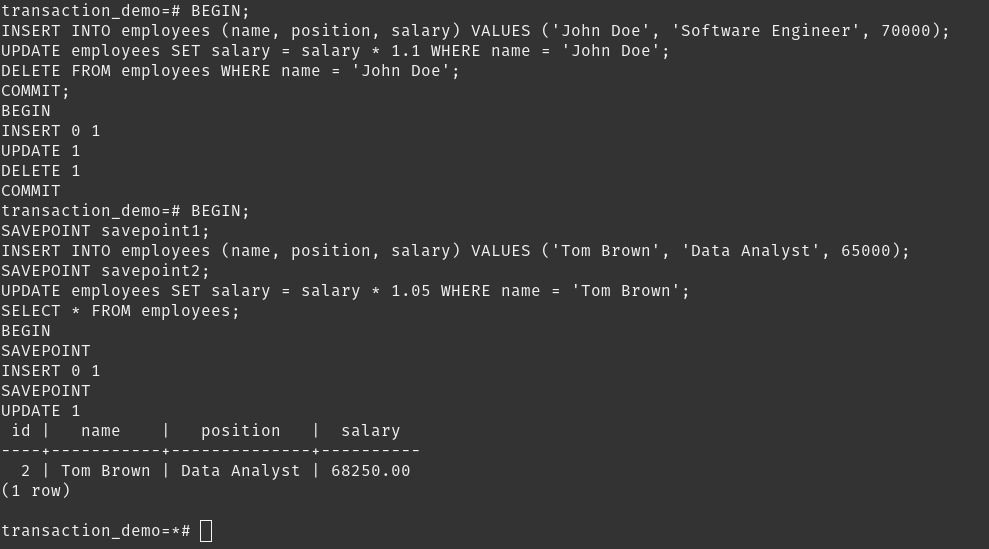 transaction_demo=# BEGIN;
INSERT INTO employees (name, position, salary) VALUES ('John Doe', 'Software Engineer', 70000);
UPDATE employees SET salary = salary * 1.1 WHERE name = 'John Doe';
DELETE FROM employees WHERE name = 'John Doe';
COMMIT;
BEGIN
INSERT 0 1
UPDATE 1
DELETE 1
COMMIT
transaction_demo=# BEGIN;
SAVEPOINT savepoint1;
INSERT INTO employees (name, position, salary) VALUES ('Tom Brown', 'Data Analyst', 65000);
SAVEPOINT savepoint2;
UPDATE employees SET salary = salary * 1.05 WHERE name = 'Tom Brown';
SELECT * FROM employees;
BEGIN
SAVEPOINT
INSERT 0 1
SAVEPOINT
UPDATE 1
 id |   name    |   position   |  salary
----+-----------+--------------+----------
  2 | Tom Brown | Data Analyst | 68250.00
(1 row)

transaction_demo=*#